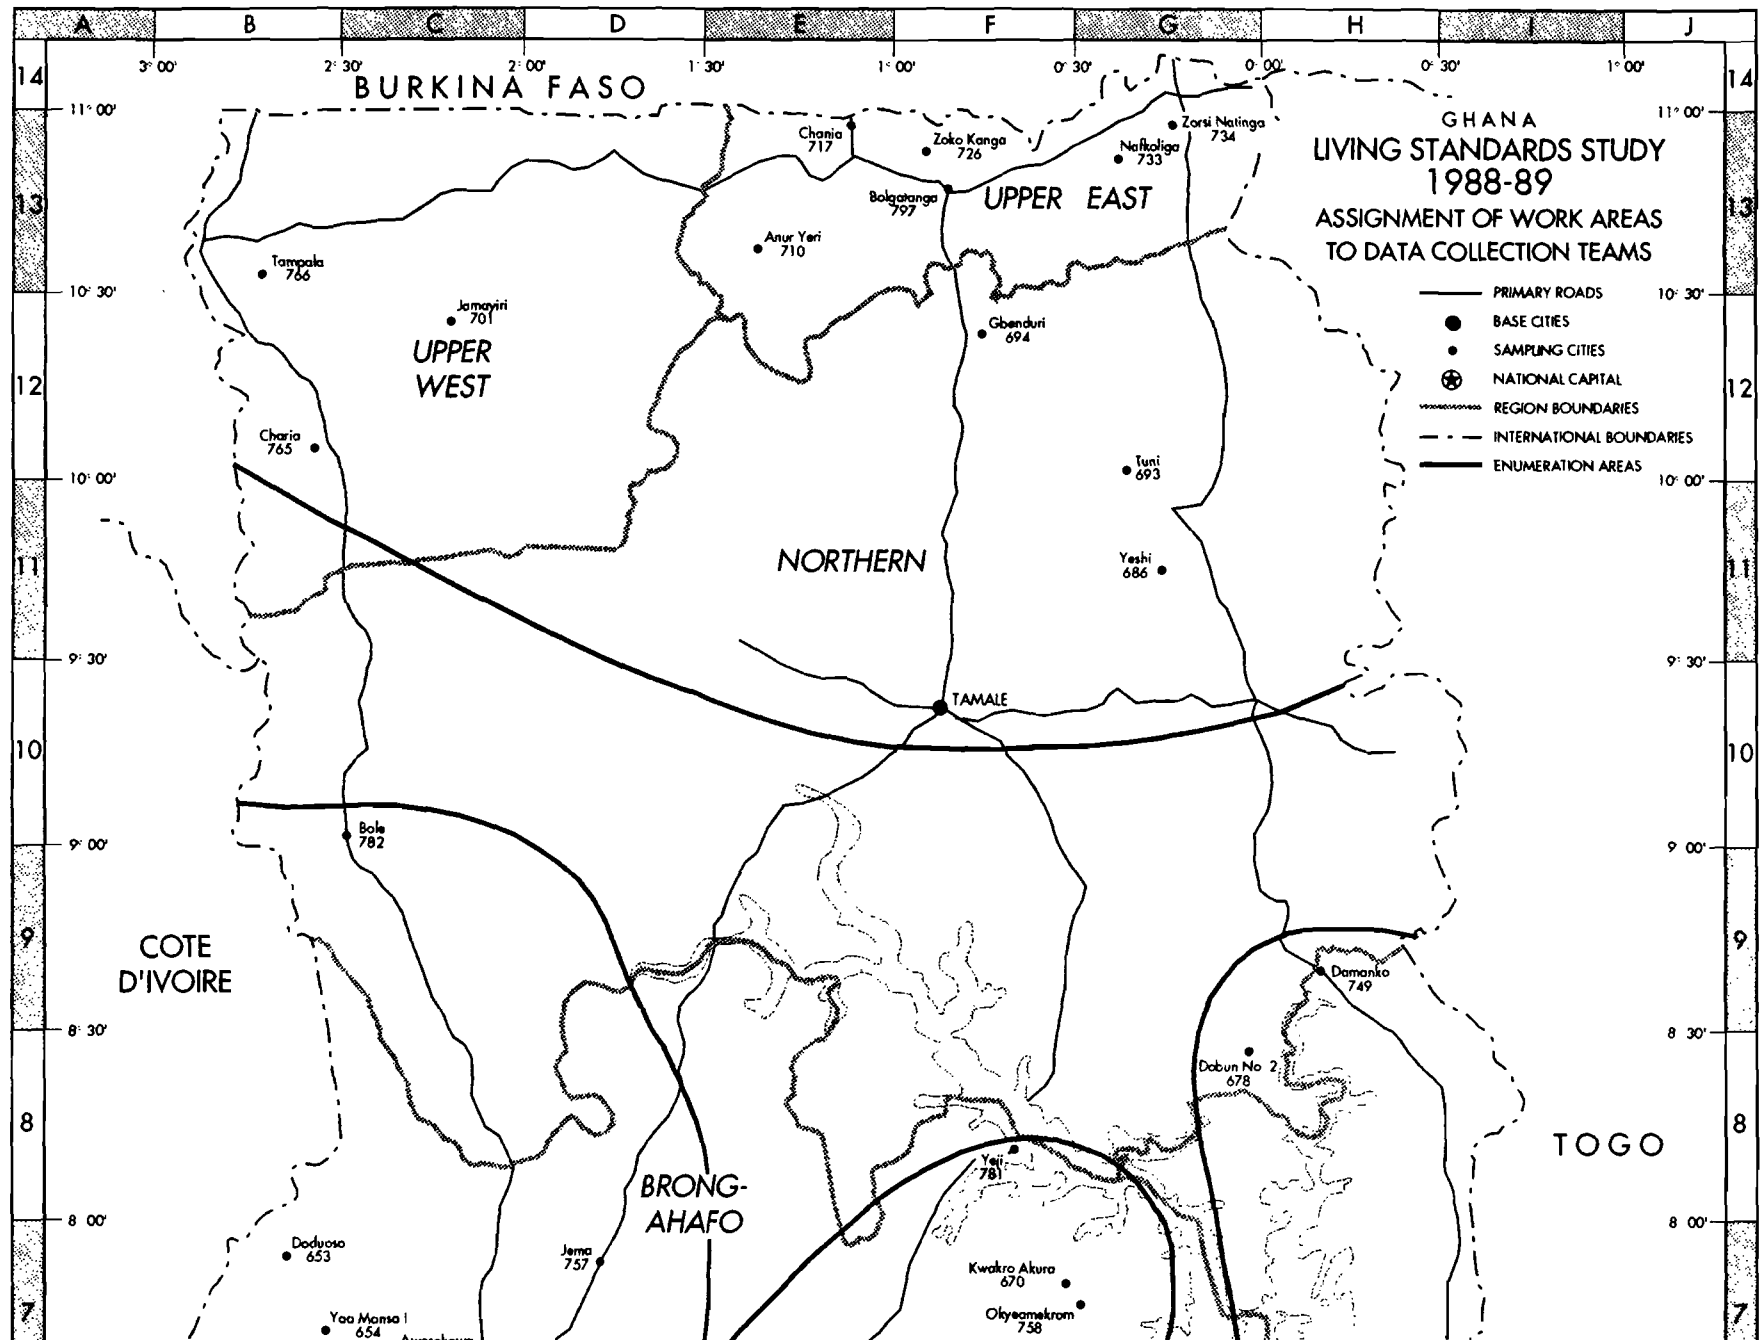 A B C D E F G H I J
3° 00' 2° 30' 2° 00' 1° 30' 1° 00' 0° 30' 0° 00' 0° 30' 1° 00'
14 14
BURKINA FASO
11° 00' 11° 00'
GHANA
LIVING STANDARDS STUDY
1988-89
ASSIGNMENT OF WORK AREAS
TO DATA COLLECTION TEAMS
PRIMARY ROADS
BASE CITIES
SAMPLING CITIES
NATIONAL CAPITAL
REGION BOUNDARIES
INTERNATIONAL BOUNDARIES
ENUMERATION AREAS
Chania
717
Zoko Kanga
726
Zorsi Natinga
734
Nafkoliga
733
13 13
Bolgatanga
797
UPPER EAST
Anur Yeri
710
Tampala
766
10° 30' 10° 30'
Jamayiri
701
Gbenduri
694
UPPER
WEST
12 12
Charia
765
Tuni
693
10° 00' 10° 00'
NORTHERN
Yeshi
686
11 11
9° 30' 9° 30'
TAMALE
10 10
Bole
782
9° 00' 9° 00'
9 9
COTE
D'IVOIRE
Damanko
749
8° 30' 8° 30'
Dabun No 2
678
8 8
TOGO
Yeji
781
BRONG-
AHAFO
8° 00' 8° 00'
Doduoso
653
Jema
757
Kwakro Akura
670
Okyeamekrom
758
7 7
Yaa Mansa 1
654